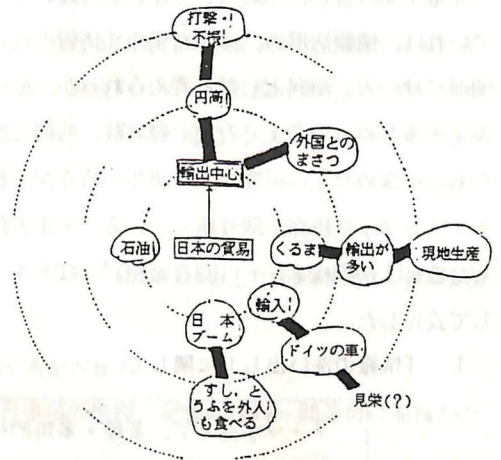 打撃・!
不振
円高!
外国との
まさつ
輸出中心
石油!
日本の貿易
くるま
輸出が
多い
現地生産
輸入
日本
ブーム
ドイツの車
すし,と
うふを外人
も食べる
見栄(?)